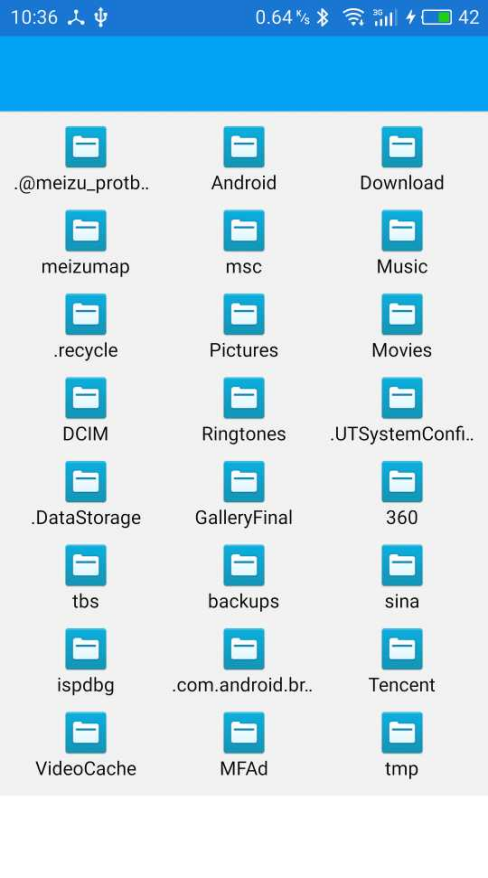 10:36 0.64 K/s 3G 42
.@meizu_protb.. Android Download
meizumap msc Music
.recycle Pictures Movies
DCIM Ringtones .UTSystemConfi..
.DataStorage GalleryFinal 360
tbs backups sina
ispdbg .com.android.br.. Tencent
VideoCache MFAd tmp